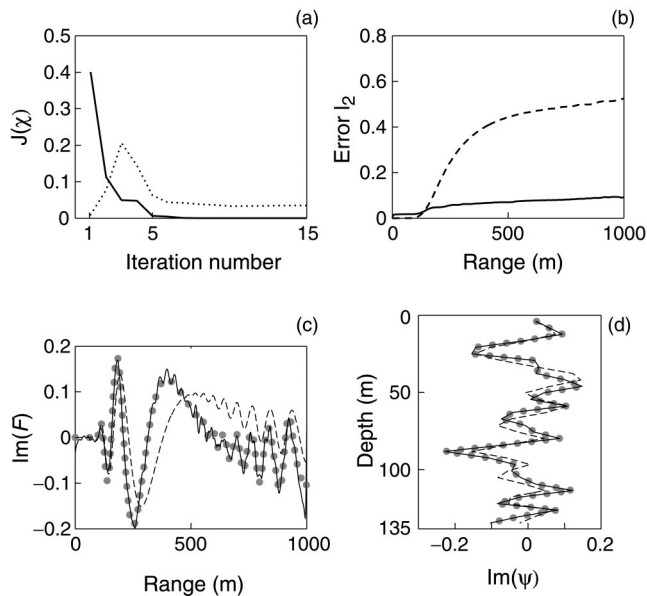 (a)
0.5
0.4
0.3
0.2
0.1
0
J(χ)
1 5 15
Iteration number
(b)
0.8
0.6
0.4
0.2
0
Error l₂
0 500 1000
Range (m)
(c)
0.2
0.1
0
−0.1
−0.2
Im(F)
0 500 1000
Range (m)
(d)
0
50
100
135
Depth (m)
−0.2 0 0.2
Im(ψ)